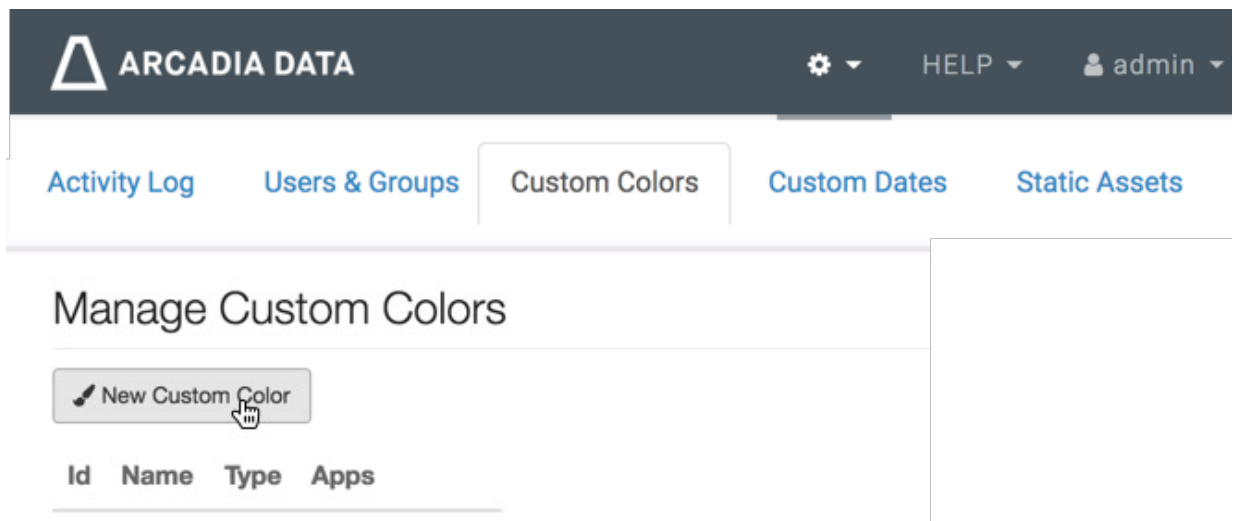 ARCADIA DATA HELP admin
Activity Log Users & Groups Custom Colors Custom Dates Static Assets
Manage Custom Colors
New Custom Color
Id Name Type Apps